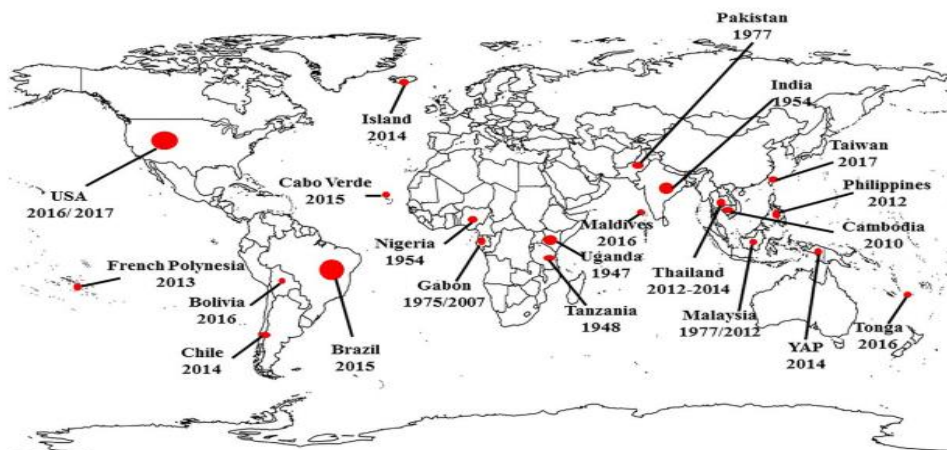 Pakistan
1977
India
1954
Island
2014
Taiwan
2017
USA
2016/ 2017
Cabo Verde
2015
Philippines
2012
Maldives
2016
Cambódia
2010
Nigeria
1954
Uganda
1947
French Polynesia
2013
Gabón
1975/2007
Thailand
2012-2014
Bolivia
2016
Tanzania
1948
Malaysia
1977/2012
Tonga
2016
Chile
2014
Brazil
2015
YAP
2014